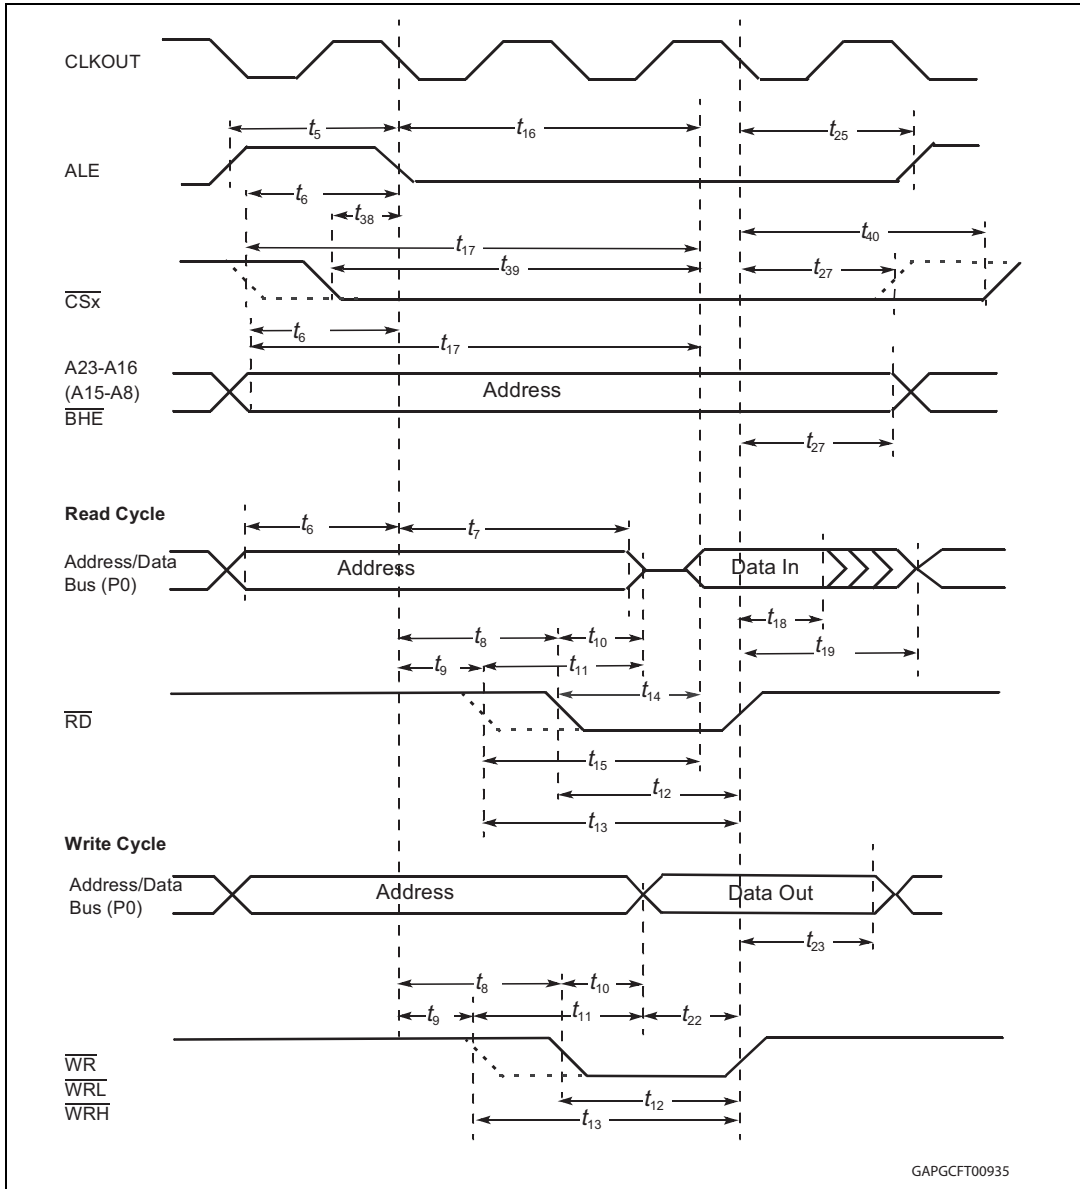 CLKOUT
t5
t16
t25
ALE
t6
t38
t40
t17
t39
t27
CSx
t6
t17
A23-A16
(A15-A8)
BHE
Address
t27
Read Cycle
t6
t7
Address/Data
Bus (P0)
Address
Data In
t18
t8
t10
t19
t9
t11
t14
RD
t15
t12
t13
Write Cycle
Address/Data
Bus (P0)
Address
Data Out
t23
t8
t10
t9
t11
t22
WR
WRL
WRH
t12
t13
GAPGCFT00935